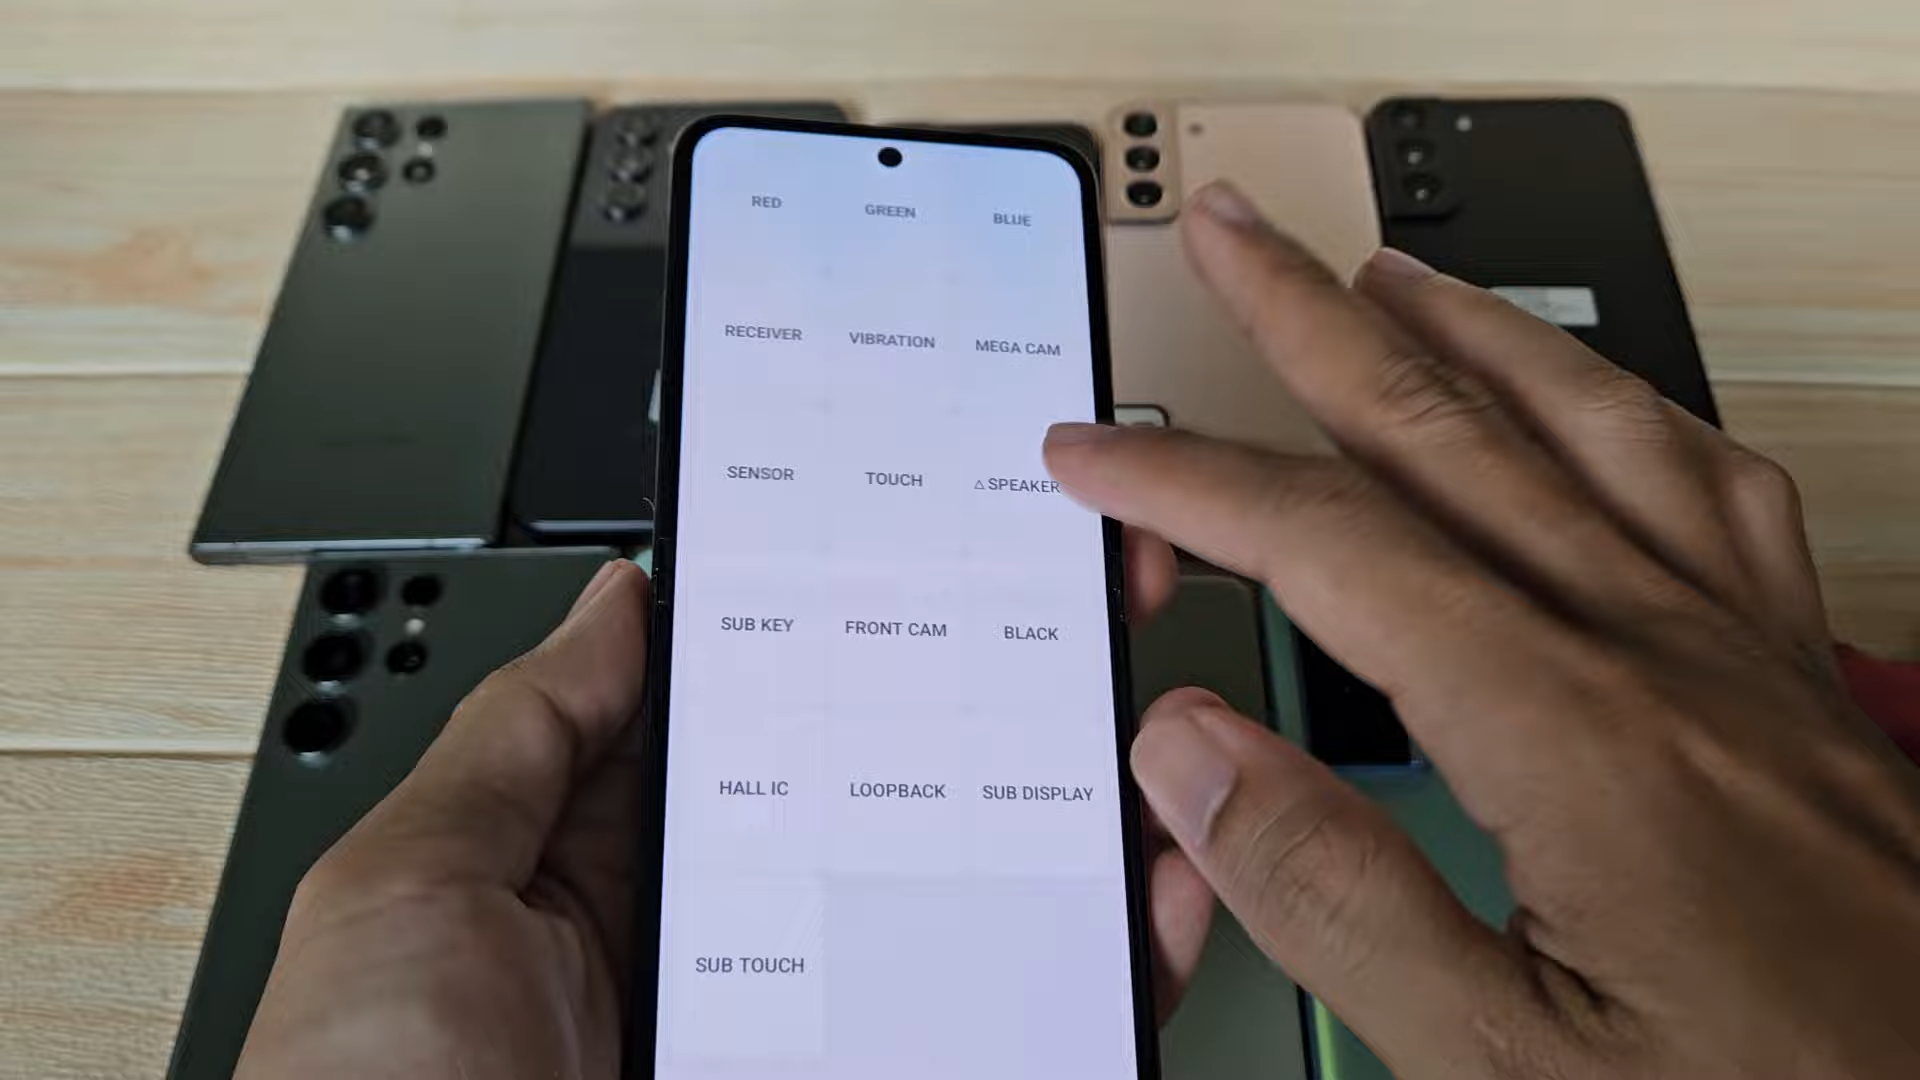 RED GREEN BLUE
RECEIVER VIBRATION MEGA CAM
SENSOR TOUCH △ SPEAKER
SUB KEY FRONT CAM BLACK
HALL IC LOOPBACK SUB DISPLAY
SUB TOUCH